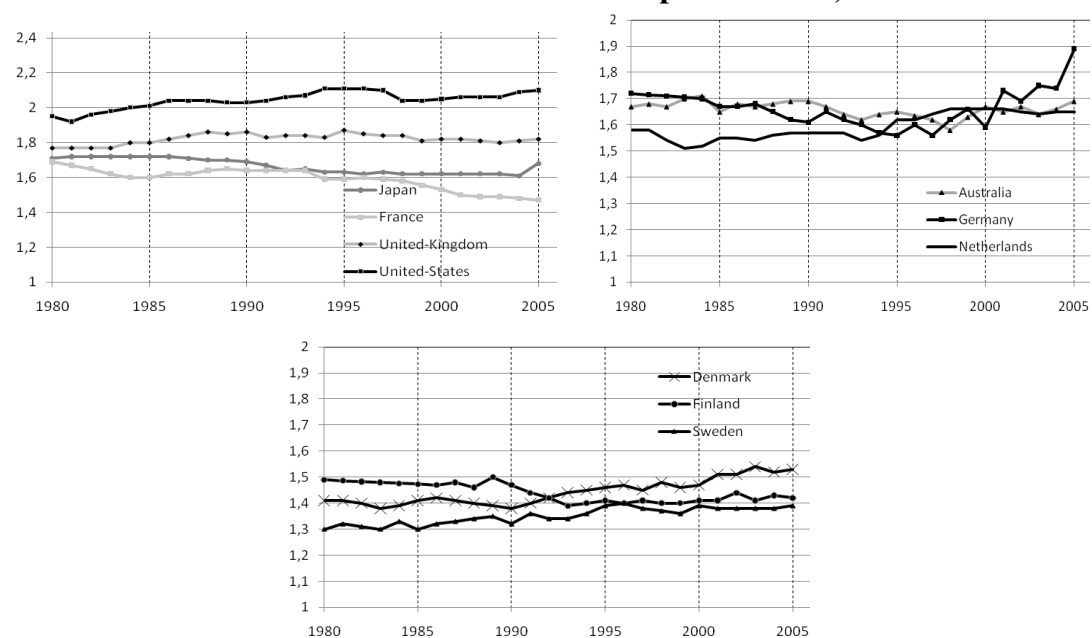 2,4
2,2
2
1,8
1,6
1,4
1,2
1
Japan
France
United-Kingdom
United-States
1980 1985 1990 1995 2000 2005
2
1,9
1,8
1,7
1,6
1,5
1,4
1,3
1,2
1,1
1
Australia
Germany
Netherlands
1980 1985 1990 1995 2000 2005
2
1,9
1,8
1,7
1,6
1,5
1,4
1,3
1,2
1,1
1
Denmark
Finland
Sweden
1980 1985 1990 1995 2000 2005